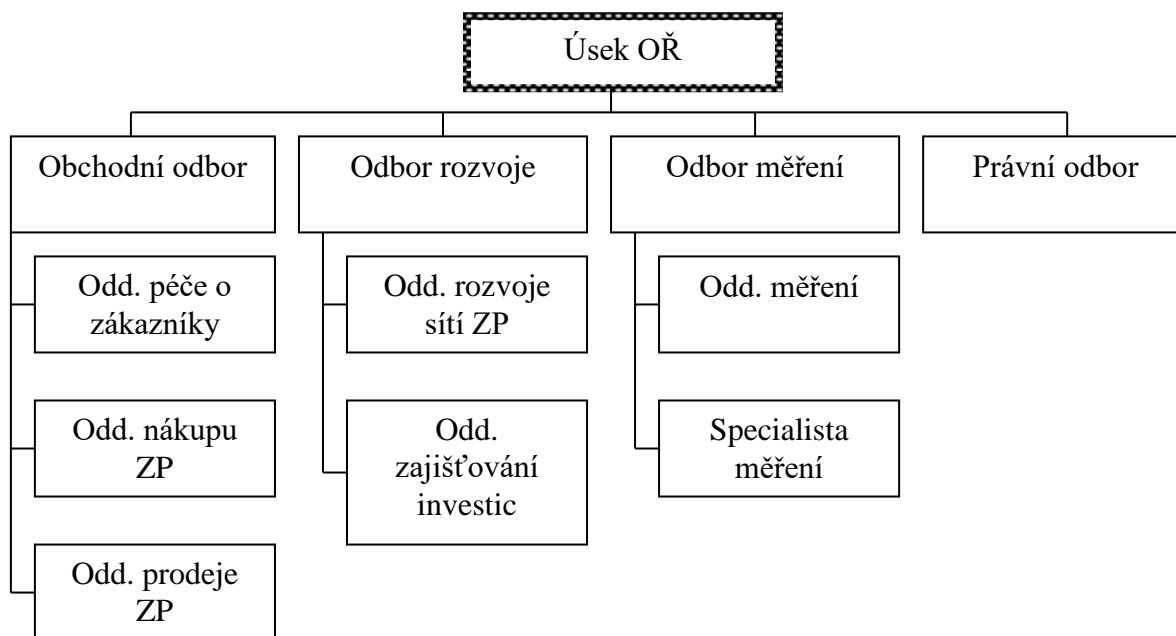 Úsek OŘ
Obchodní odbor
Odbor rozvoje
Odbor měření
Právní odbor
Odd. péče o
zákazníky
Odd. rozvoje
sítí ZP
Odd. měření
Odd. nákupu
ZP
Odd.
zajišťování
investic
Specialista
měření
Odd. prodeje
ZP